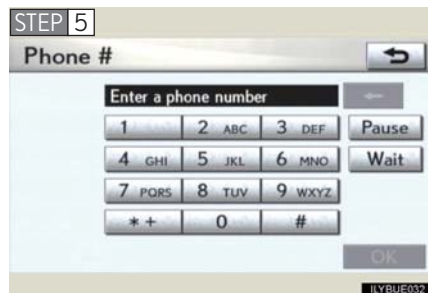 STEP 5
Phone #
Enter a phone number
1 2 ABC 3 DEF Pause
4 GHI 5 JKL 6 MNO Wait
7 PQRS 8 TUV 9 WXYZ
* + 0 #
OK
ILYBUE032